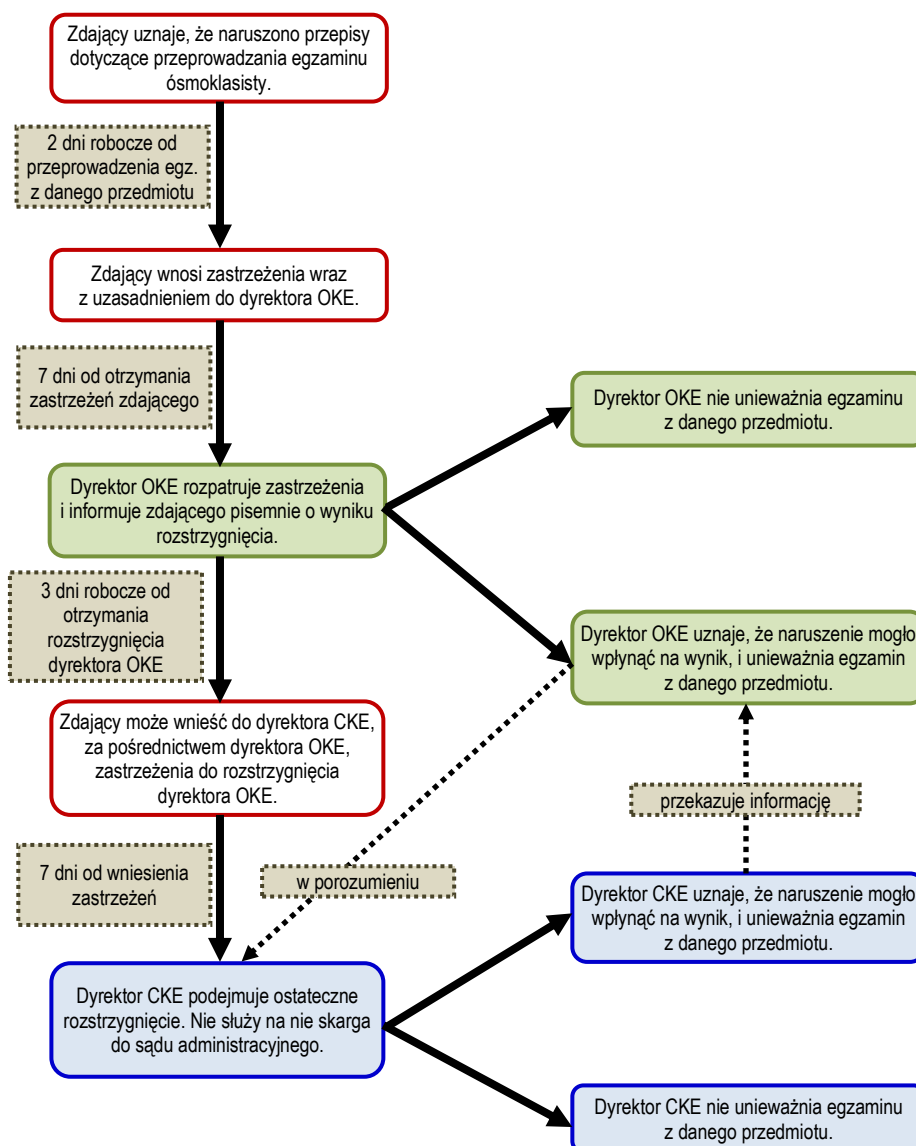 Zdający uznaje, że naruszono przepisy
dotyczące przeprowadzania egzaminu
ósmoklasisty.
2 dni robocze od
przeprowadzenia egz.
z danego przedmiotu
Zdający wnosi zastrzeżenia wraz
z uzasadnieniem do dyrektora OKE.
7 dni od otrzymania
zastrzeżeń zdającego
Dyrektor OKE nie unieważnia egzaminu
z danego przedmiotu.
Dyrektor OKE rozpatruje zastrzeżenia
i informuje zdającego pisemnie o wyniku
rozstrzygnięcia.
3 dni robocze od
otrzymania
rozstrzygnięcia
dyrektora OKE
Dyrektor OKE uznaje, że naruszenie mogło
wpłynąć na wynik, i unieważnia egzamin
z danego przedmiotu.
Zdający może wnieść do dyrektora CKE,
za pośrednictwem dyrektora OKE,
zastrzeżenia do rozstrzygnięcia
dyrektora OKE.
przekazuje informację
7 dni od wniesienia
zastrzeżeń
w porozumieniu
Dyrektor CKE uznaje, że naruszenie mogło
wpłynąć na wynik, i unieważnia egzamin
z danego przedmiotu.
Dyrektor CKE podejmuje ostateczne
rozstrzygnięcie. Nie służy na nie skarga
do sądu administracyjnego.
Dyrektor CKE nie unieważnia egzaminu
z danego przedmiotu.